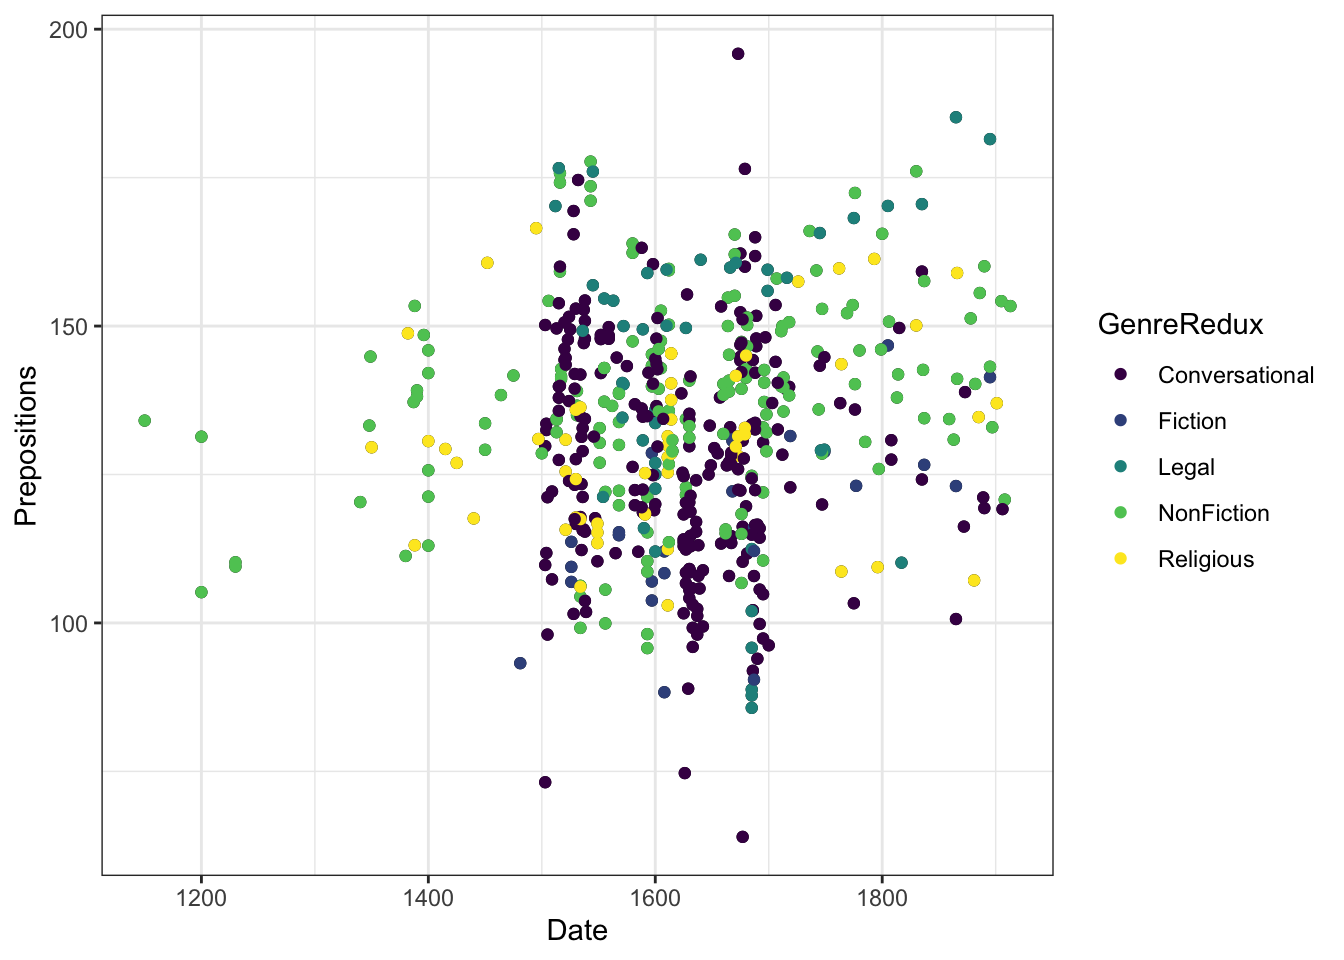 200
150
100
Prepositions
1200
1400
1600
1800
Date
GenreRedux
Conversational
Fiction
Legal
NonFiction
Religious